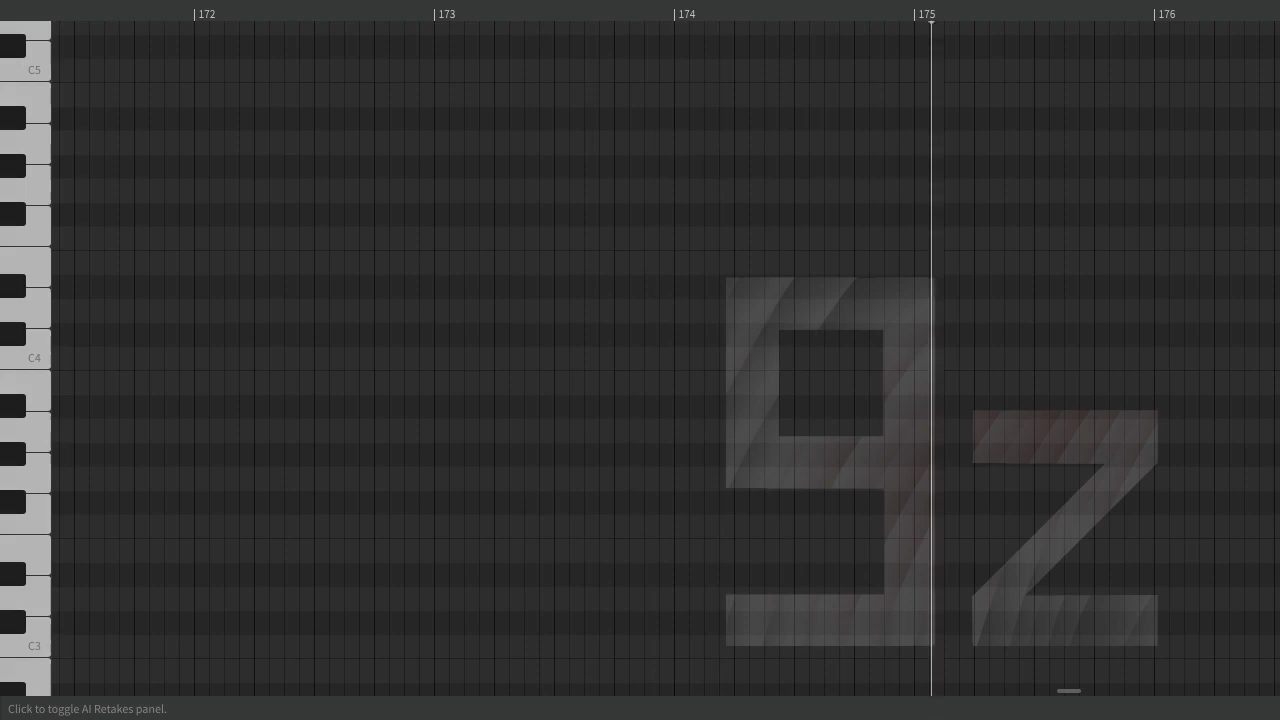 172 173 174 175 176
C5
C4
9z
C3
Click to toggle AI Retakes panel.